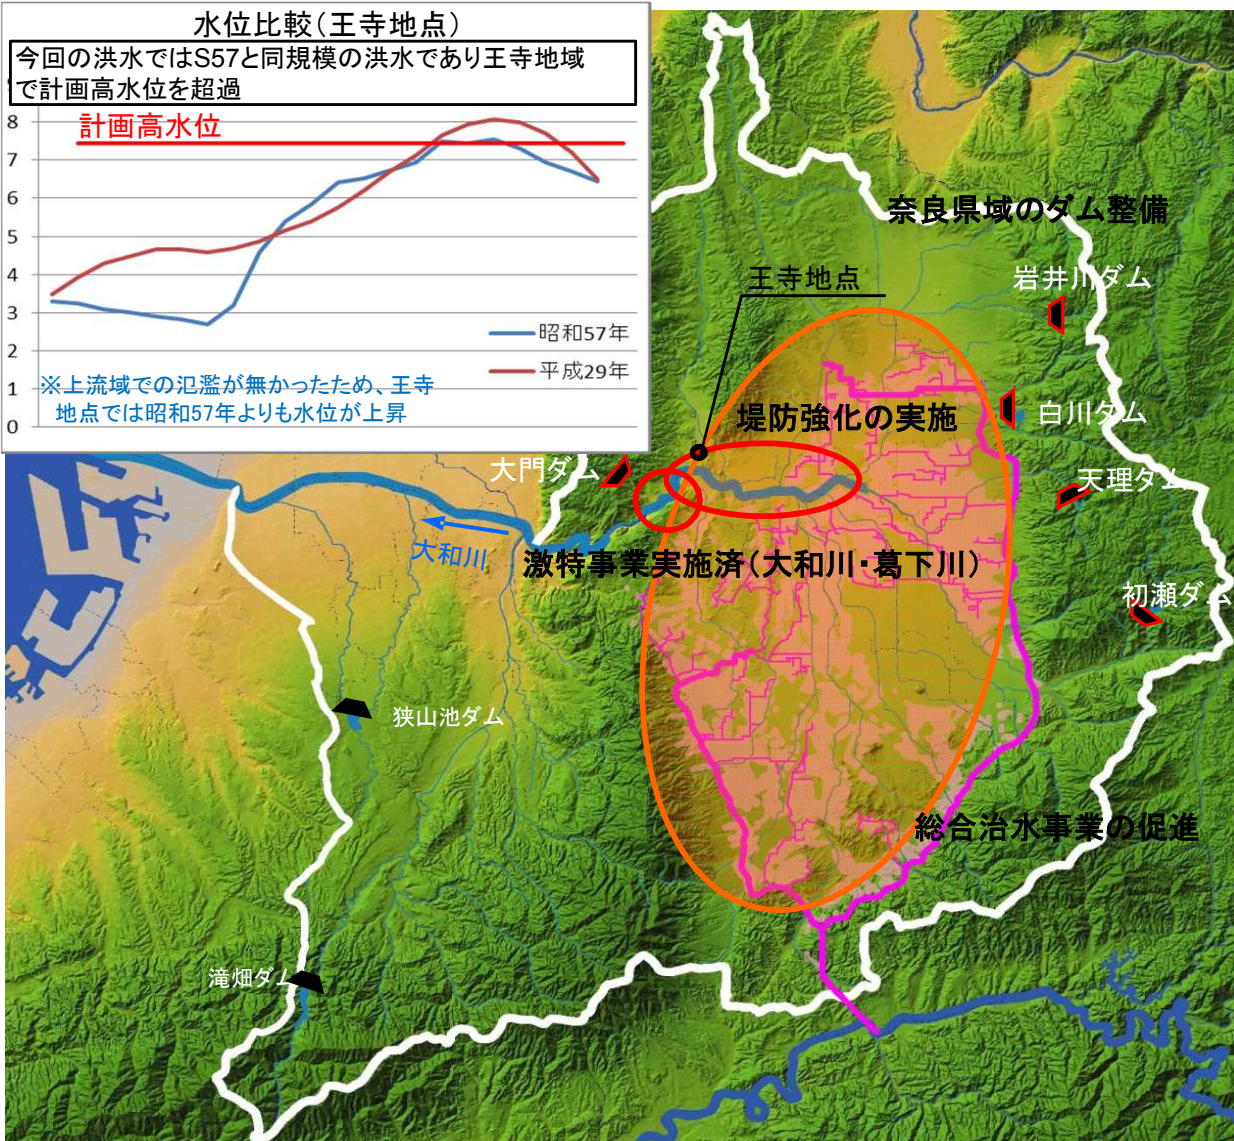 水位比較(王寺地点)
今回の洪水ではS57と同規模の洪水であり王寺地域
で計画高水位を超過
8
7
6
5
4
3
2
1
0
計画高水位
昭和57年
平成29年
※上流域での氾濫が無かったため、王寺
地点では昭和57年よりも水位が上昇
奈良県域のダム整備
王寺地点
岩井川ダム
堤防強化の実施
白川ダム
大門ダム
天理ダム
大和川
激特事業実施済(大和川・葛下川)
初瀬ダム
狭山池ダム
総合治水事業の促進
滝畑ダム